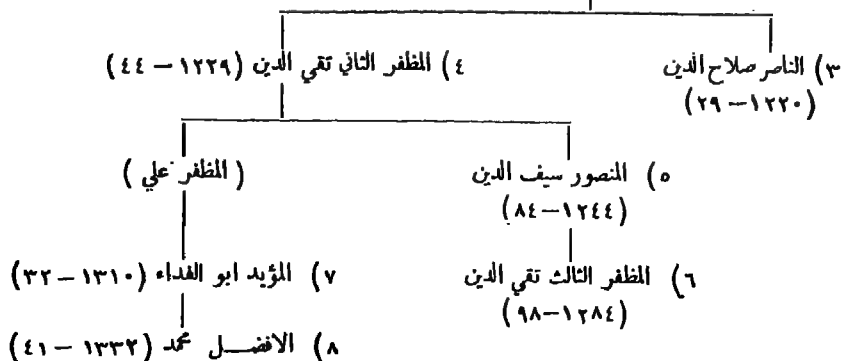 ٣) الناصر صلاح الدين
(١٢٢٠–٢٩)
٤) المظفر الثاني تقي الدين (١٢٢٩–٤٤)
٥) المنصور سيف الدين
(١٢٤٤–٨٤)
(المظفر علي)
٦) المظفر الثالث تقي الدين
(١٢٨٤–٩٨)
٧) المؤيد ابو الفداء (١٣١٠–٣٢)
٨) الافضل محمد (١٣٣٢–٤١)